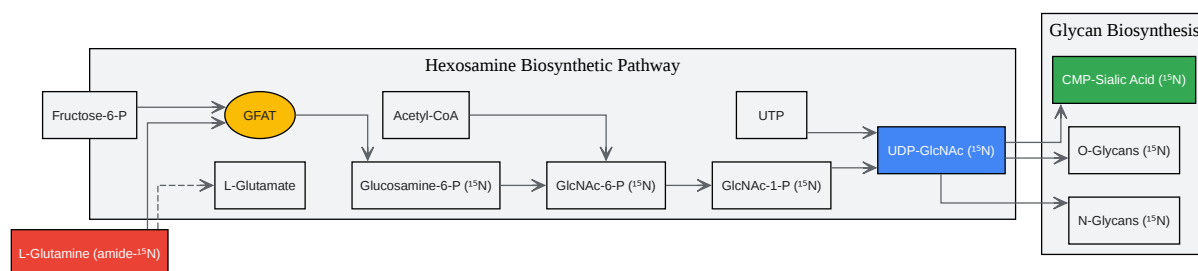 Glycan Biosynthesis
Hexosamine Biosynthetic Pathway
CMP-Sialic Acid (¹⁵N)
Fructose-6-P
GFAT
Acetyl-CoA
UTP
UDP-GlcNAc (¹⁵N)
O-Glycans (¹⁵N)
L-Glutamate
Glucosamine-6-P (¹⁵N)
GlcNAc-6-P (¹⁵N)
GlcNAc-1-P (¹⁵N)
N-Glycans (¹⁵N)
L-Glutamine (amide-¹⁵N)